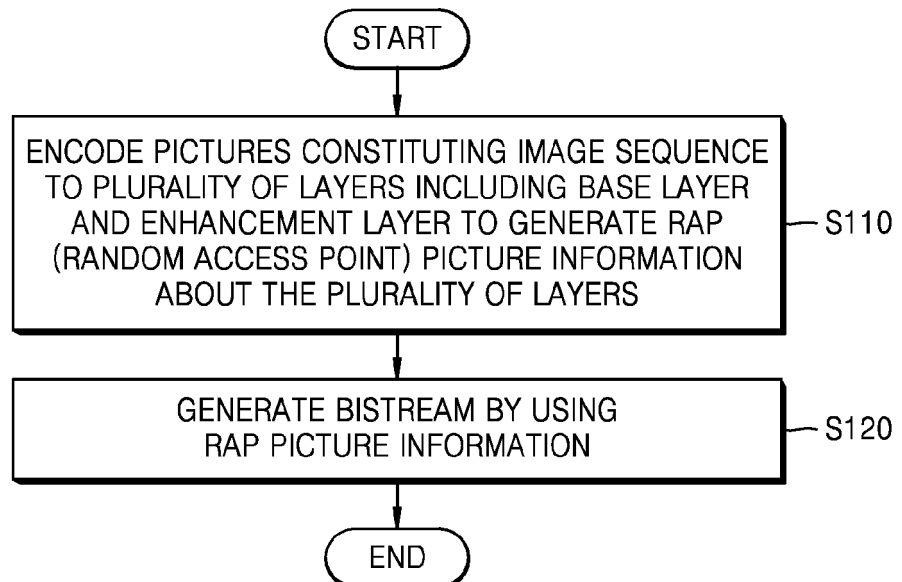 START
ENCODE PICTURES CONSTITUTING IMAGE SEQUENCE
TO PLURALITY OF LAYERS INCLUDING BASE LAYER
AND ENHANCEMENT LAYER TO GENERATE RAP
(RANDOM ACCESS POINT) PICTURE INFORMATION
ABOUT THE PLURALITY OF LAYERS
S110
GENERATE BISTREAM BY USING
RAP PICTURE INFORMATION
S120
END